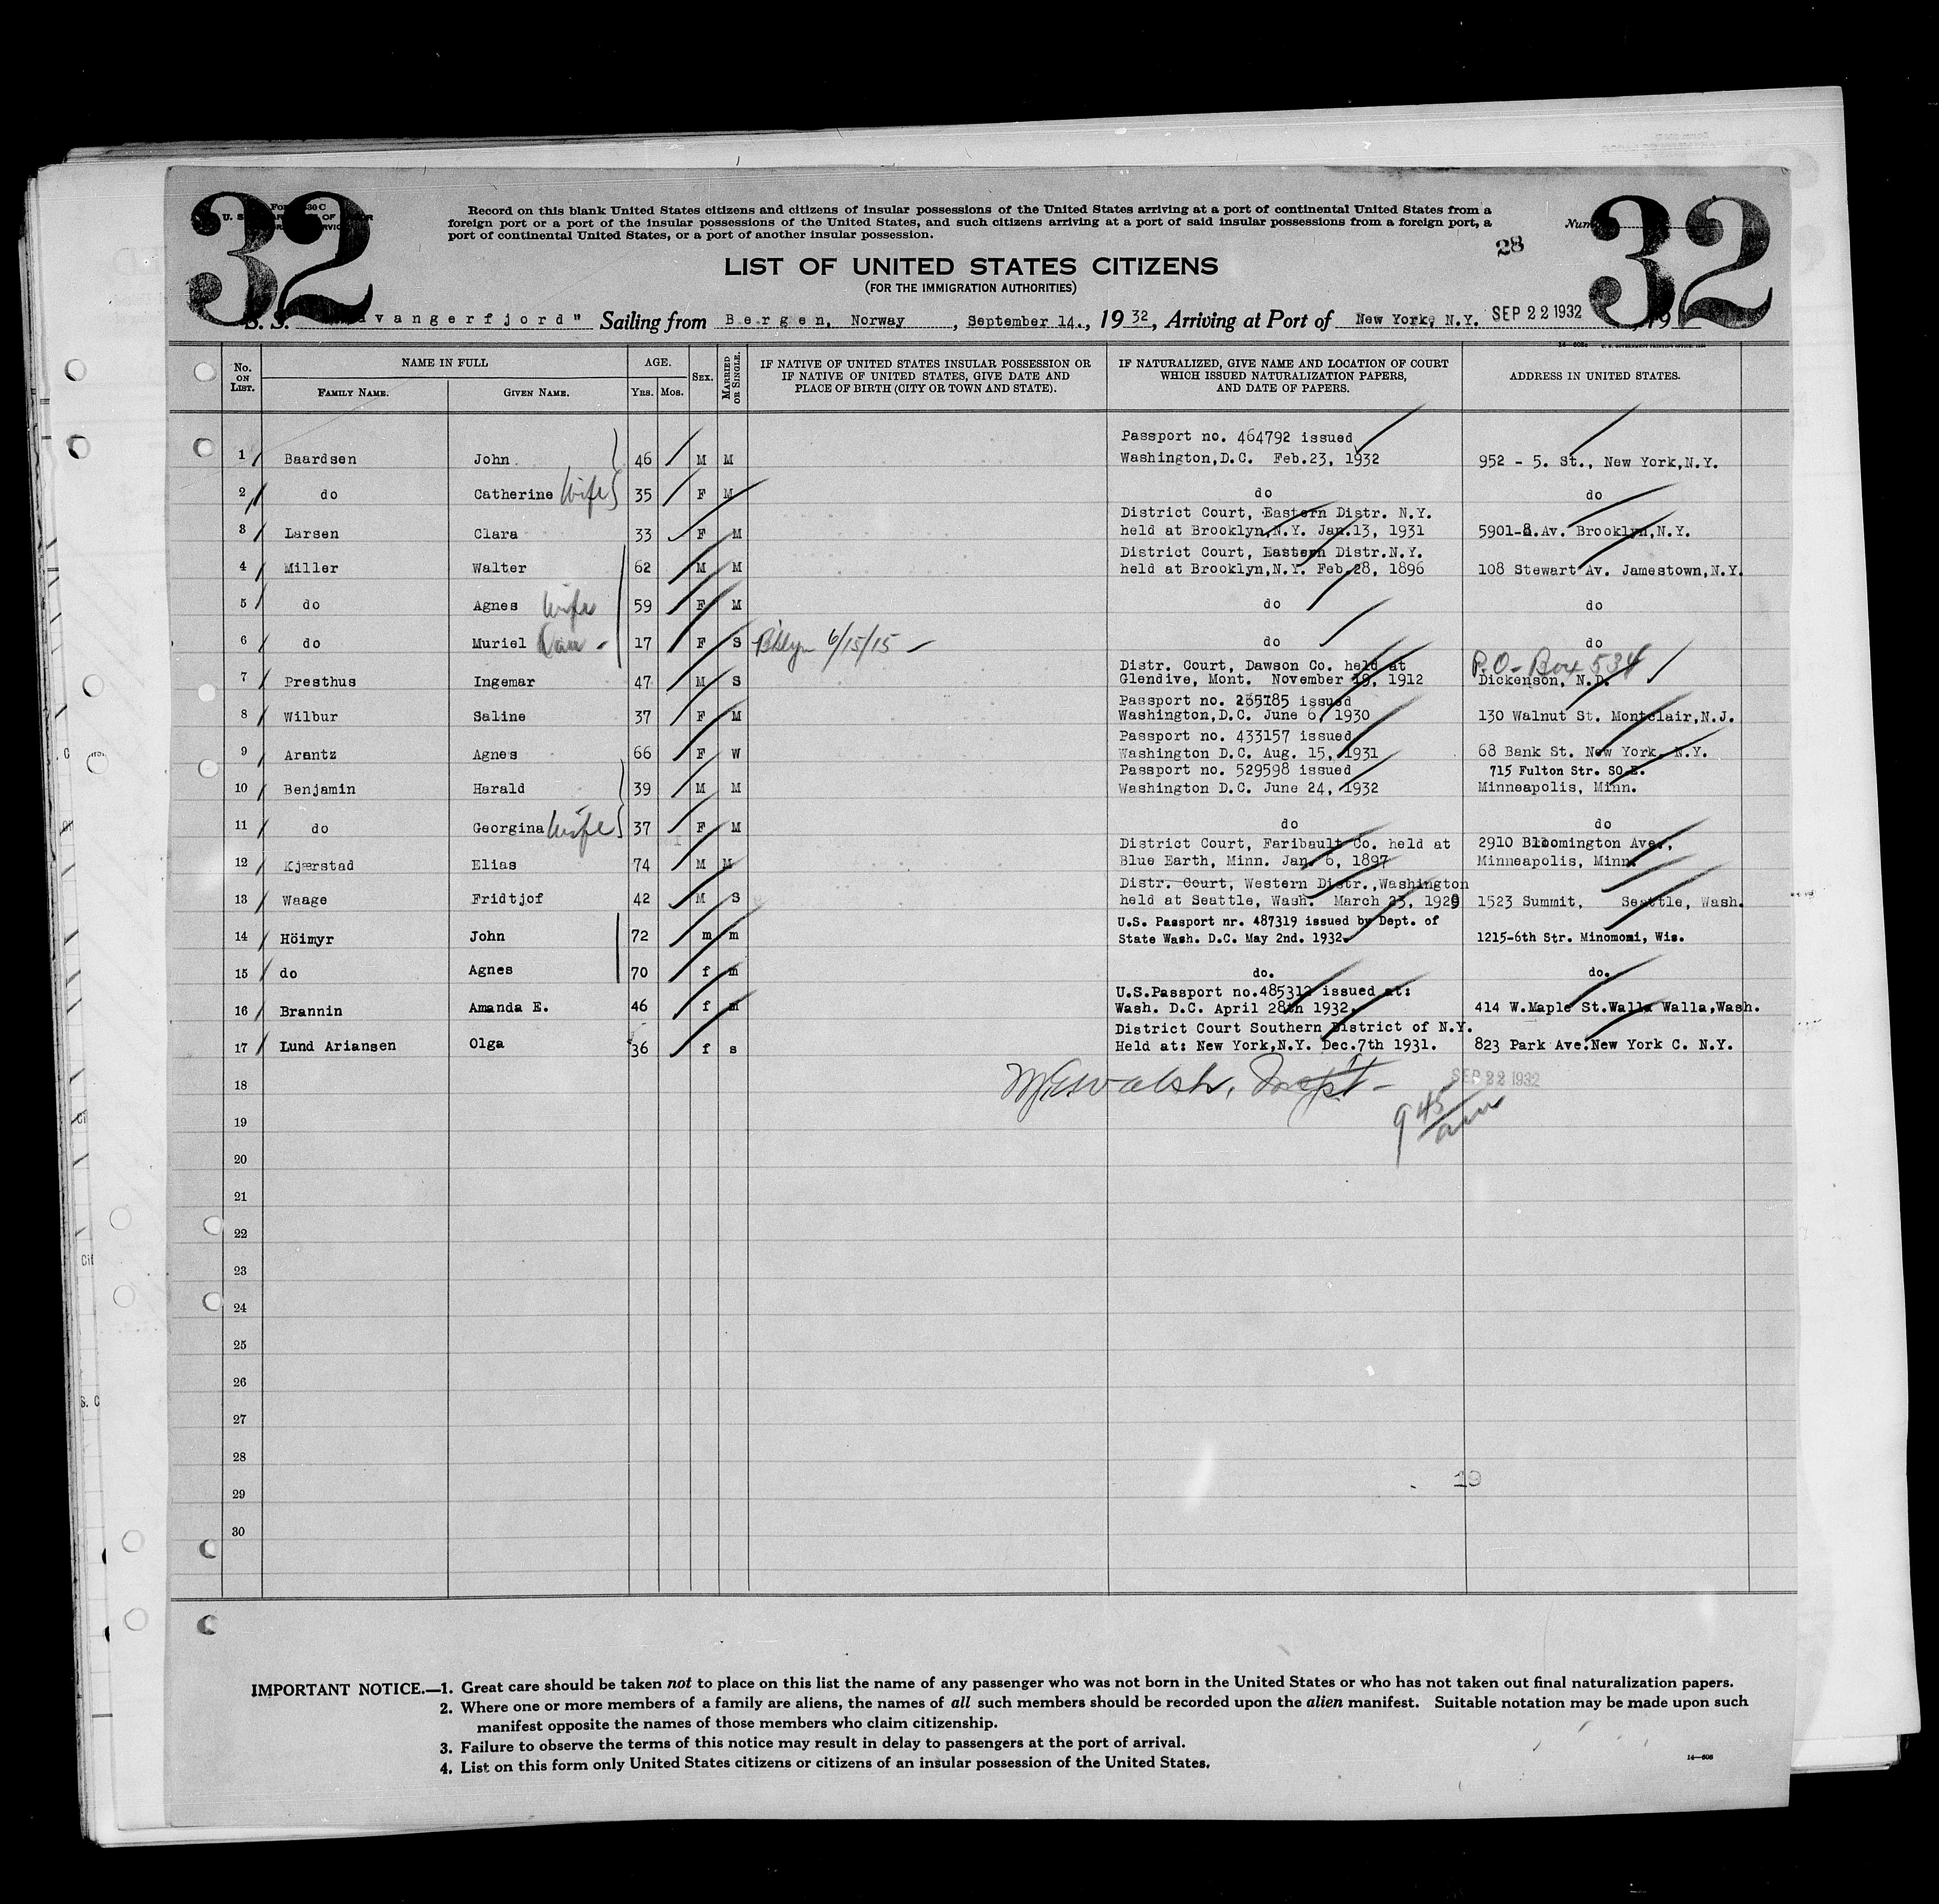 32
32
Record on this blank United States citizens and citizens of insular possessions of the United States arriving at a port of continental United States from a
foreign port or a port of the insular possessions of the United States, and such citizens arriving at a port of said insular possessions from a foreign port, a
port of continental United States, or a port of another insular possession.
28
LIST OF UNITED STATES CITIZENS
(FOR THE IMMIGRATION AUTHORITIES)
S. S. avangerfjord" Sailing from Bergen, Norway, September 14., 1932, Arriving at Port of New York, N.Y. SEP 22 1932, 19
No. ON LIST. NAME IN FULL AGE. SEX. MARRIED OR SINGLE. IF NATIVE OF UNITED STATES INSULAR POSSESSION OR IF NATIVE OF UNITED STATES, GIVE DATE AND PLACE OF BIRTH (CITY OR TOWN AND STATE). IF NATURALIZED, GIVE NAME AND LOCATION OF COURT WHICH ISSUED NATURALIZATION PAPERS, AND DATE OF PAPERS. ADDRESS IN UNITED STATES.
FAMILY NAME. GIVEN NAME. YRS. MOS.
Passport no. 464792 issued
1 Baardsen John 46 M M Washington,D.C. Feb.23, 1932 952 - 5. St., New York,N.Y.
2 do Catherine Wife 35 F M do do
District Court, Eastern Distr. N.Y.
3 Larsen Clara 33 F M held at Brooklyn,N.Y. Jan.13, 1931 5901-8.Av. Brooklyn,N.Y.
District Court, Eastern Distr.N.Y.
4 Miller Walter 62 M M held at Brooklyn,N.Y. Feb.28, 1896 108 Stewart Av. Jamestown,N.Y.
5 do Agnes Wife 59 F M do do
6 do Muriel Dau - 17 F S B'klyn 6/15/15 do do
Distr. Court, Dawson Co. held at P.O-Box 534
7 Presthus Ingemar 47 M S Glendive, Mont. November 19, 1912 Dickenson, N.D.
Passport no. 265185 issued
8 Wilbur Saline 37 F M Washington,D.C. June 6, 1930 130 Walnut St. Montclair,N.J.
Passport no. 433157 issued
9 Arentz Agnes 66 F W Washington D.C. Aug. 15, 1931 68 Bank St. New York, N.Y.
Passport no. 529598 issued 715 Fulton Str. SO.E.
10 Benjamin Harald 39 M M Washington D.C. June 24, 1932 Minneapolis, Minn.
11 do Georgina Wife 37 F M do do
District Court, Faribault Co. held at 2910 Bloomington Ave.,
12 Kjærstad Elias 74 M M Blue Earth, Minn. Jan. 6, 1897 Minneapolis, Minn.
Distr. Court, Western Distr.,Washington
13 Waage Fridtjof 42 M S held at Seattle, Wash. March 23, 1929 1523 Summit, Seattle, Wash.
U.S. Passport nr. 487319 issued by Dept. of
14 Höimyr John 72 m m State Wash. D.C. May 2nd. 1932. 1215-6th Str. Minomomi, Wis.
15 do Agnes 70 f m do. do.
U.S.Passport no.485312 issued at:
16 Brannin Amanda E. 46 f m Wash. D.C. April 28th 1932. 414 W.Maple St.Walla Walla,Wash.
District Court Southern District of N.Y.
17 Lund Ariansen Olga 36 f s Held at: New York,N.Y. Dec.7th 1931. 823 Park Ave.New York C. N.Y.
18 Walsh, Insp't - SEP 22 1932
19 9 45 am
20
21
22
23
24
25
26
27
28
19
29
30
IMPORTANT NOTICE.—1. Great care should be taken not to place on this list the name of any passenger who was not born in the United States or who has not taken out final naturalization papers.
2. Where one or more members of a family are aliens, the names of all such members should be recorded upon the alien manifest. Suitable notation may be made upon such
manifest opposite the names of those members who claim citizenship.
3. Failure to observe the terms of this notice may result in delay to passengers at the port of arrival.
4. List on this form only United States citizens or citizens of an insular possession of the United States.
14—608